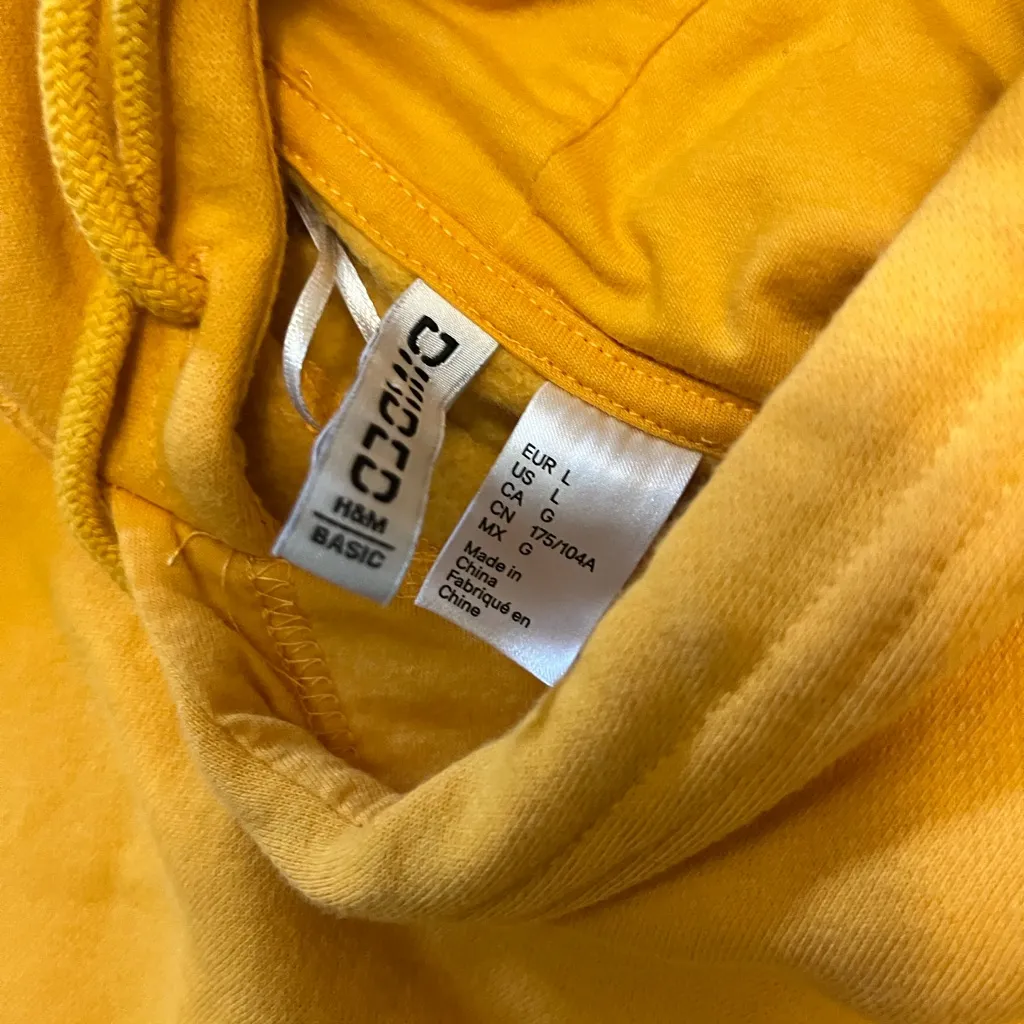 DIVIDED
H&M
BASIC
EUR L
US L
CA G
CN 175/104A
MX G
Made in
China
Fabriqué en
Chine